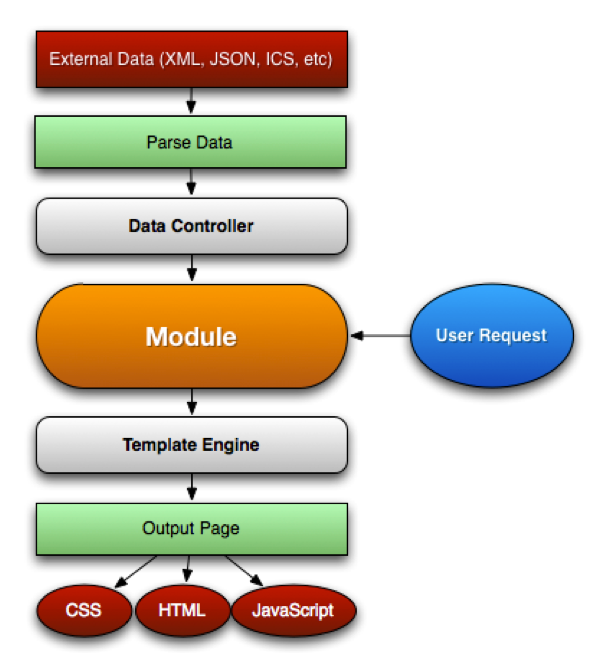 External Data (XML, JSON, ICS, etc)
Parse Data
Data Controller
Module
User Request
Template Engine
Output Page
CSS
HTML
JavaScript